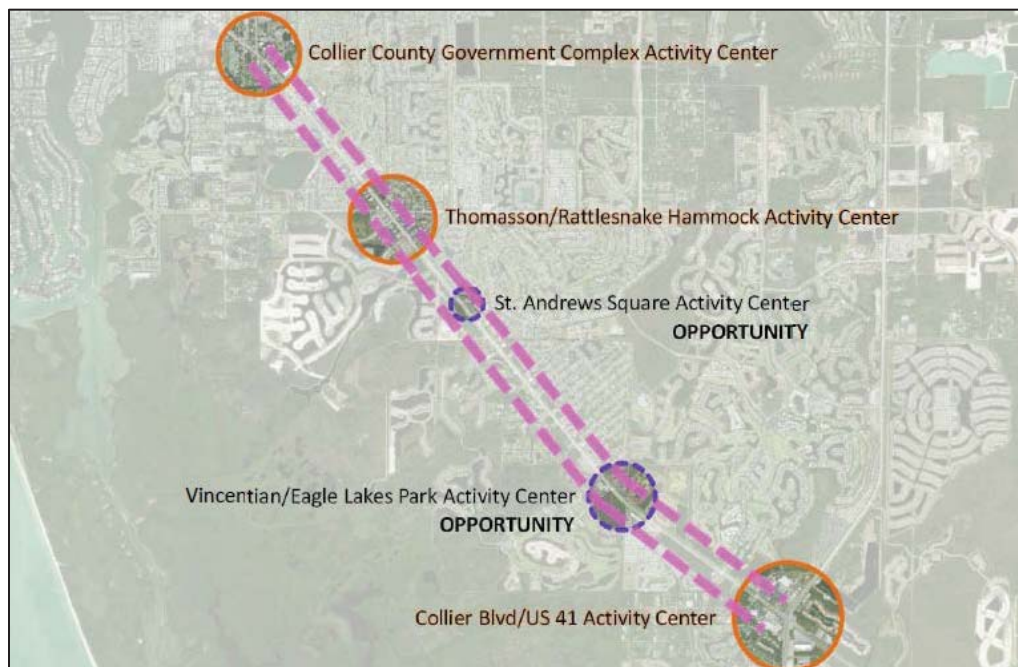 Collier County Government Complex Activity Center
Thomasson/Rattlesnake Hammock Activity Center
St. Andrews Square Activity Center
OPPORTUNITY
Vincentian/Eagle Lakes Park Activity Center
OPPORTUNITY
Collier Blvd/US 41 Activity Center